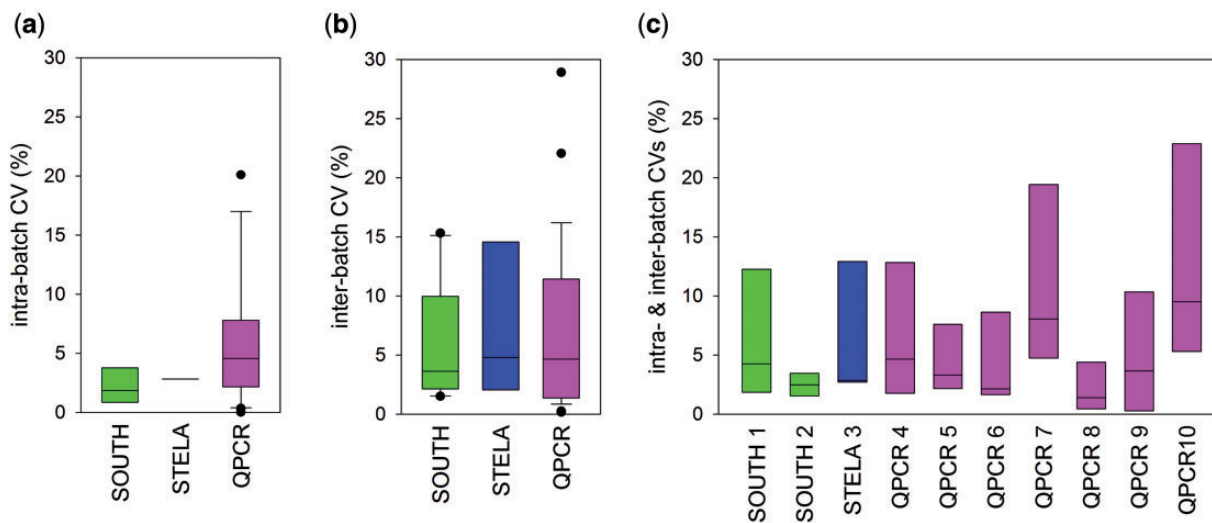 (a)
30
25
20
15
10
5
0
intra-batch CV (%)
SOUTH
STELA
QPCR
(b)
30
25
20
15
10
5
0
inter-batch CV (%)
SOUTH
STELA
QPCR
(c)
30
25
20
15
10
5
0
intra- & inter-batch CVs (%)
SOUTH 1
SOUTH 2
STELA 3
QPCR 4
QPCR 5
QPCR 6
QPCR 7
QPCR 8
QPCR 9
QPCR10